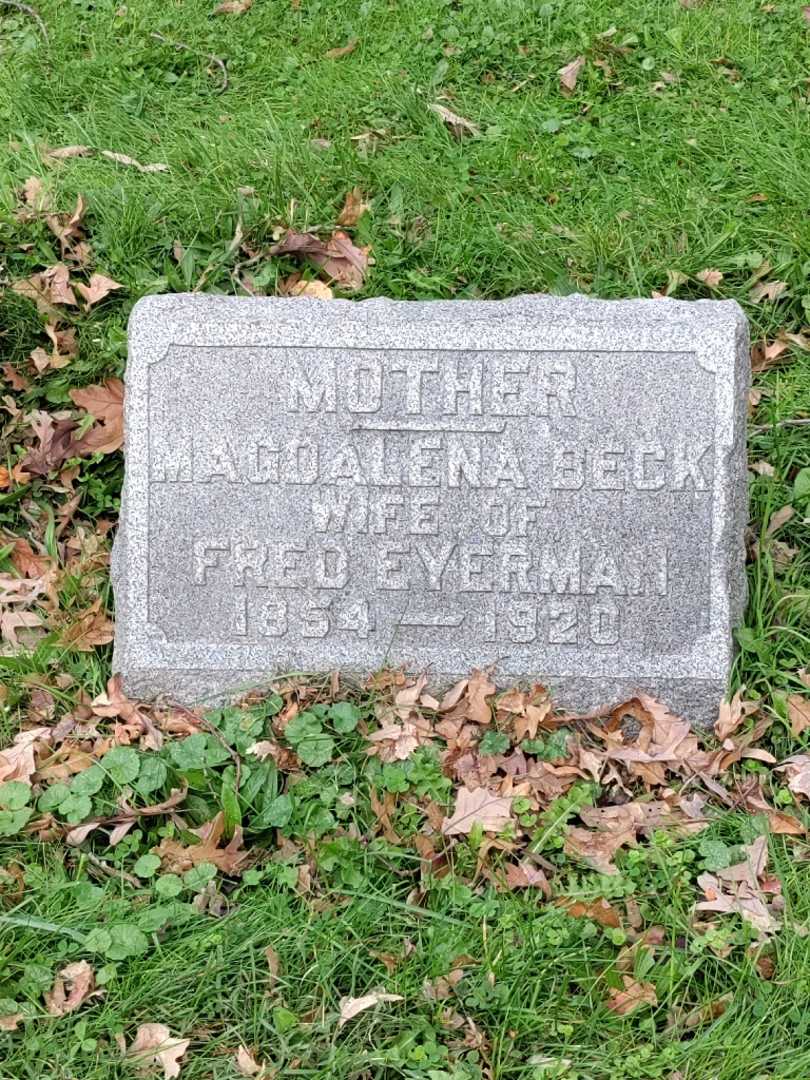 MOTHER
MAGDALENA BECK
WIFE OF
FRED EYERMAN
1854 — 1920